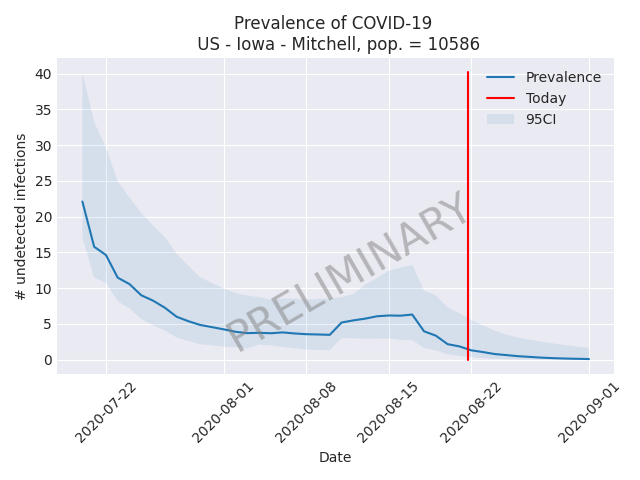 Prevalence of COVID-19
US - Iowa - Mitchell, pop. = 10586
# undetected infections
40
35
30
25
20
15
10
5
0
Prevalence
Today
95CI
PRELIMINARY
2020-07-22
2020-08-01
2020-08-08
2020-08-15
2020-08-22
2020-09-01
Date